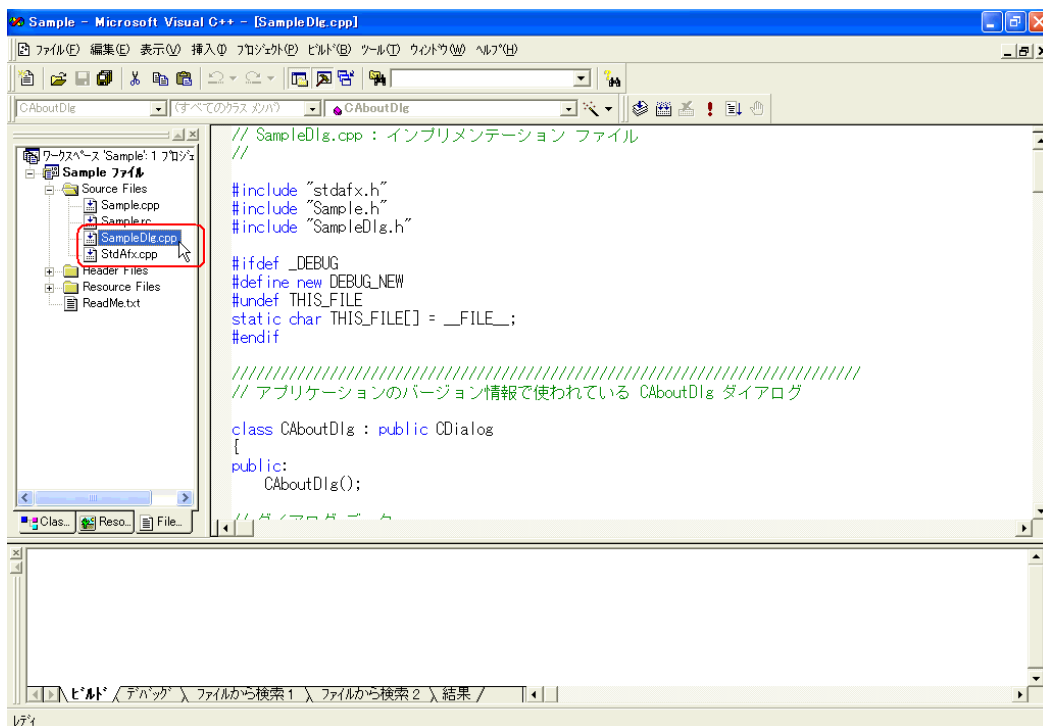 Sample - Microsoft Visual C++ - [SampleDlg.cpp]
ファイル(F) 編集(E) 表示(V) 挿入(I) プロジェクト(P) ビルド(B) ツール(T) ウィンドウ(W) ヘルプ(H)
CAboutDlg (すべてのクラス メンバ) CAboutDlg
ワークスペース 'Sample': 1 プロジェ
Sample ファイル
Source Files
Sample.cpp
Sample.rc
SampleDlg.cpp
StdAfx.cpp
Header Files
Resource Files
ReadMe.txt
Clas... Reso... File...
// SampleDlg.cpp : インプリメンテーション ファイル
//
#include "stdafx.h"
#include "Sample.h"
#include "SampleDlg.h"
#ifdef _DEBUG
#define new DEBUG_NEW
#undef THIS_FILE
static char THIS_FILE[] = __FILE__;
#endif
/////////////////////////////////////////////////////////////////////////////
// アプリケーションのバージョン情報で使われている CAboutDlg ダイアログ
class CAboutDlg : public CDialog
{
public:
CAboutDlg();
// ダイアログ データ
ビルド デバッグ ファイルから検索1 ファイルから検索2 結果
レディ